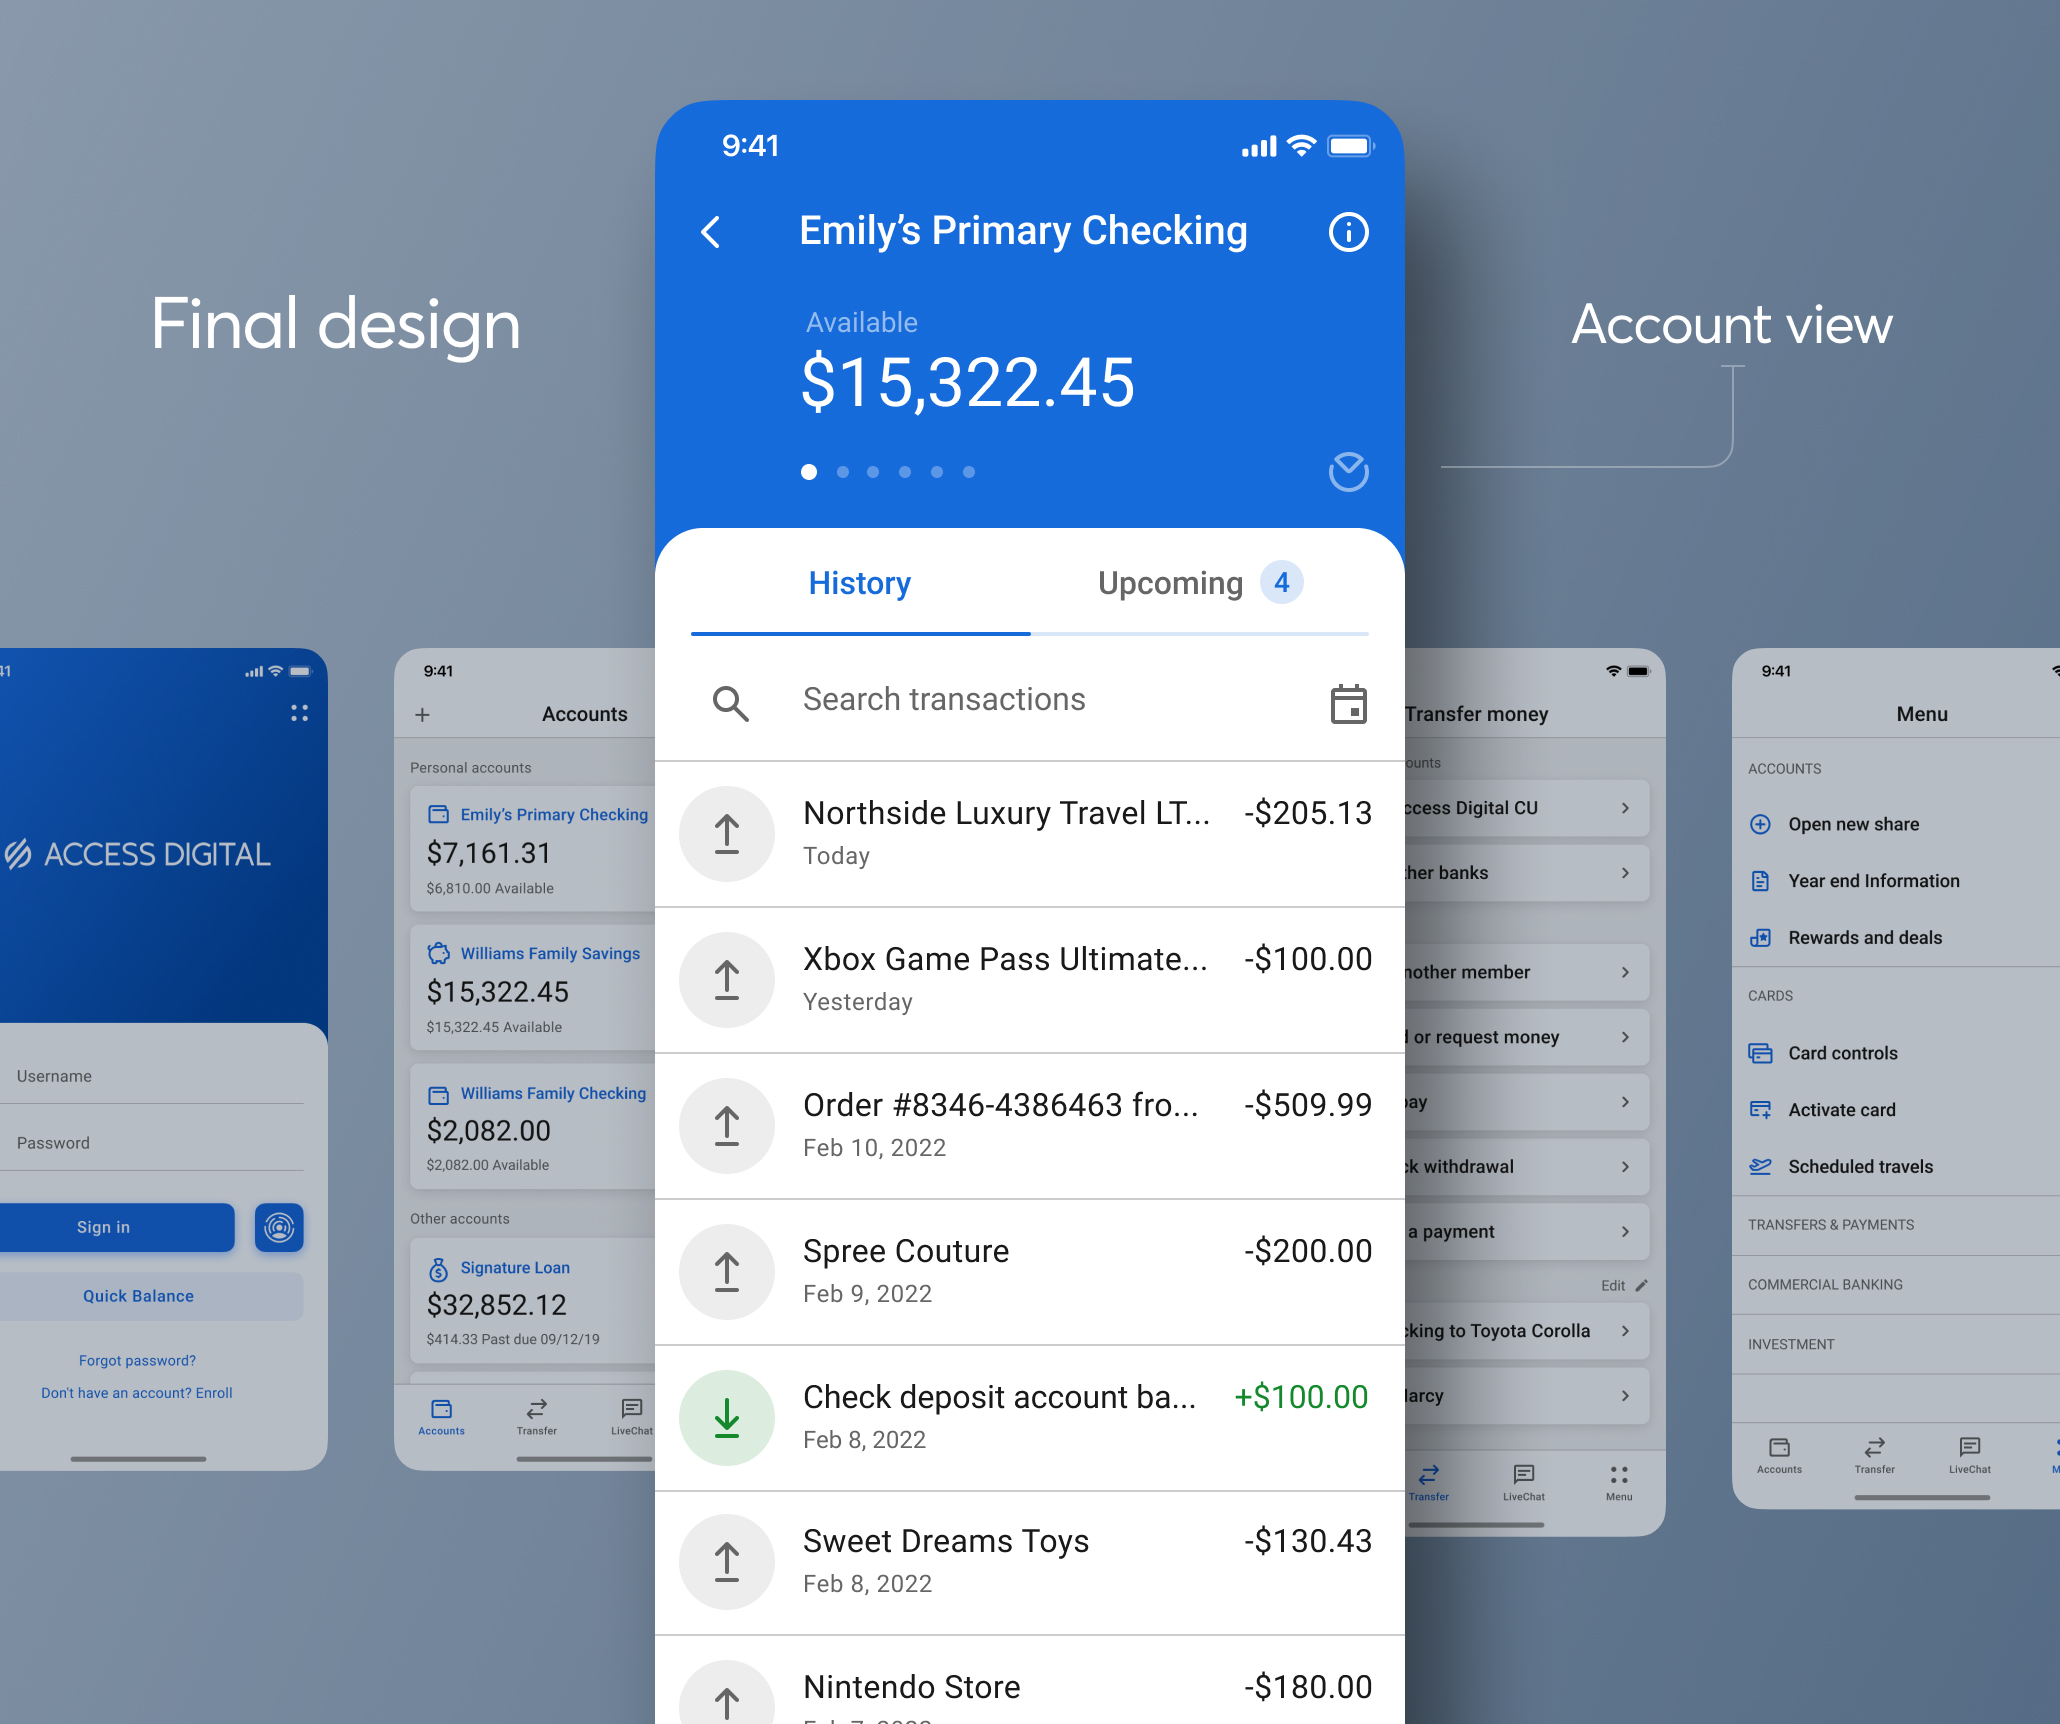 Final design
Account view
41
ACCESS DIGITAL
Username
Password
Sign in
Quick Balance
Forgot password?
Don't have an account? Enroll
9:41
+ Accounts
Personal accounts
Emily's Primary Checking
$7,161.31
$6,810.00 Available
Williams Family Savings
$15,322.45
$15,322.45 Available
Williams Family Checking
$2,082.00
$2,082.00 Available
Other accounts
Signature Loan
$32,852.12
$414.33 Past due 09/12/19
Accounts Transfer LiveChat
9:41
Emily’s Primary Checking
Available
$15,322.45
History Upcoming 4
Search transactions
Northside Luxury Travel LT... -$205.13
Today
Xbox Game Pass Ultimate... -$100.00
Yesterday
Order #8346-4386463 fro... -$509.99
Feb 10, 2022
Spree Couture -$200.00
Feb 9, 2022
Check deposit account ba... +$100.00
Feb 8, 2022
Sweet Dreams Toys -$130.43
Feb 8, 2022
Nintendo Store -$180.00
Transfer money
ounts
ccess Digital CU
her banks
nother member
or request money
pay
ck withdrawal
a payment
Edit
cking to Toyota Corolla
arcy
Transfer LiveChat Menu
9:41
Menu
ACCOUNTS
Open new share
Year end Information
Rewards and deals
CARDS
Card controls
Activate card
Scheduled travels
TRANSFERS & PAYMENTS
COMMERCIAL BANKING
INVESTMENT
Accounts Transfer LiveChat M